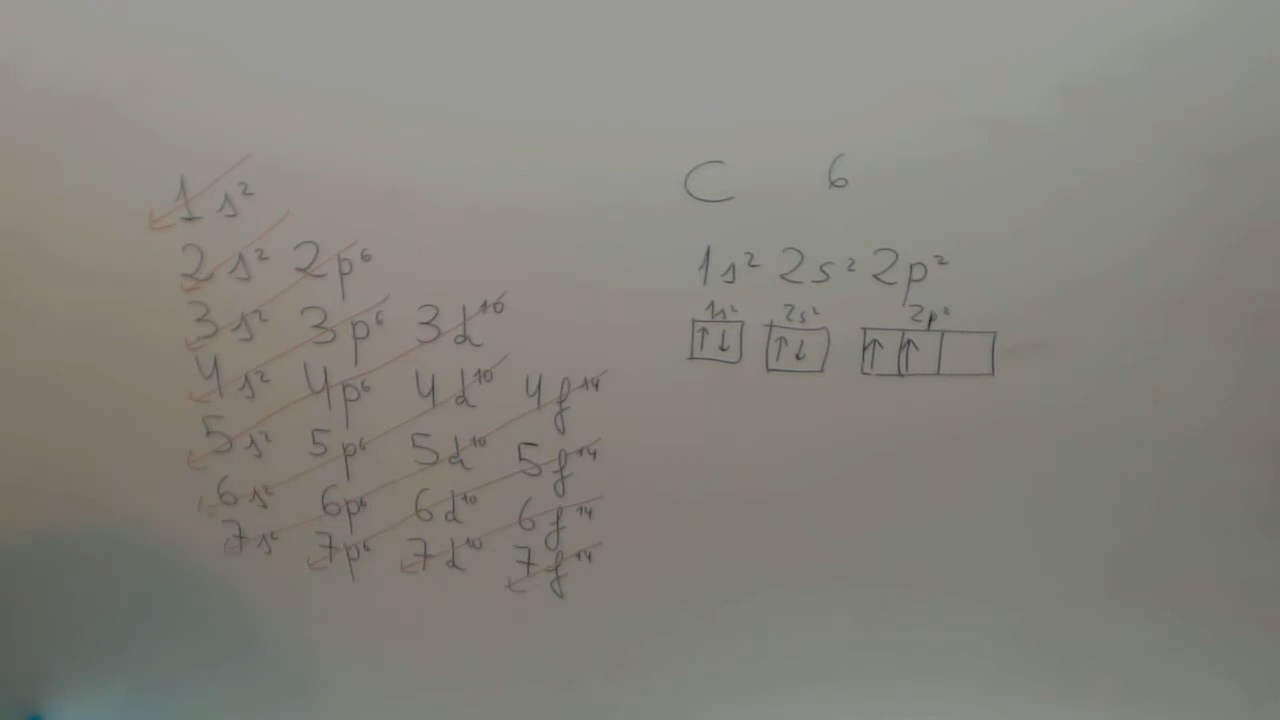 1s²
2s² 2p⁶
3s² 3p⁶ 3d¹⁰
4s² 4p⁶ 4d¹⁰ 4f¹⁴
5s² 5p⁶ 5d¹⁰ 5f¹⁴
6s² 6p⁶ 6d¹⁰ 6f¹⁴
7s² 7p⁶ 7d¹⁰ 7f¹⁴
C 6
1s² 2s² 2p²
1s² 2s² 2p²
↑↓ ↑↓ ↑ ↑